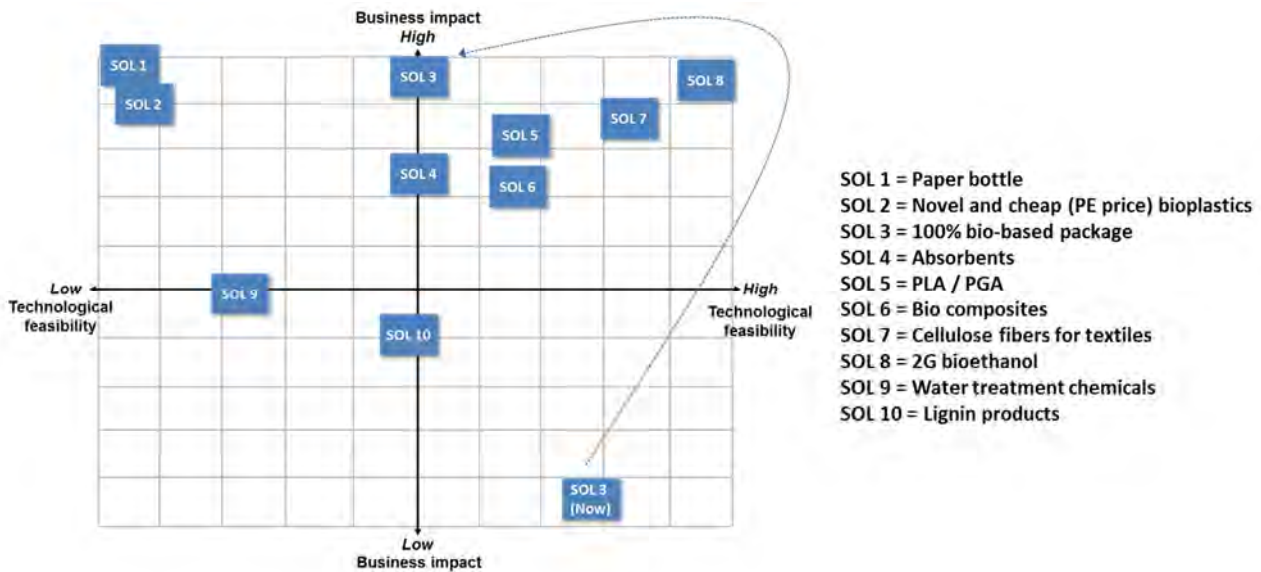 Business impact
High
SOL 1
SOL 3
SOL 8
SOL 2
SOL 7
SOL 5
SOL 4
SOL 6
SOL 1 = Paper bottle
SOL 2 = Novel and cheap (PE price) bioplastics
SOL 3 = 100% bio-based package
SOL 4 = Absorbents
SOL 5 = PLA / PGA
SOL 6 = Bio composites
SOL 7 = Cellulose fibers for textiles
SOL 8 = 2G bioethanol
SOL 9 = Water treatment chemicals
SOL 10 = Lignin products
Low
Technological
feasibility
SOL 9
High
Technological
feasibility
SOL 10
SOL 3
(Now)
Low
Business impact